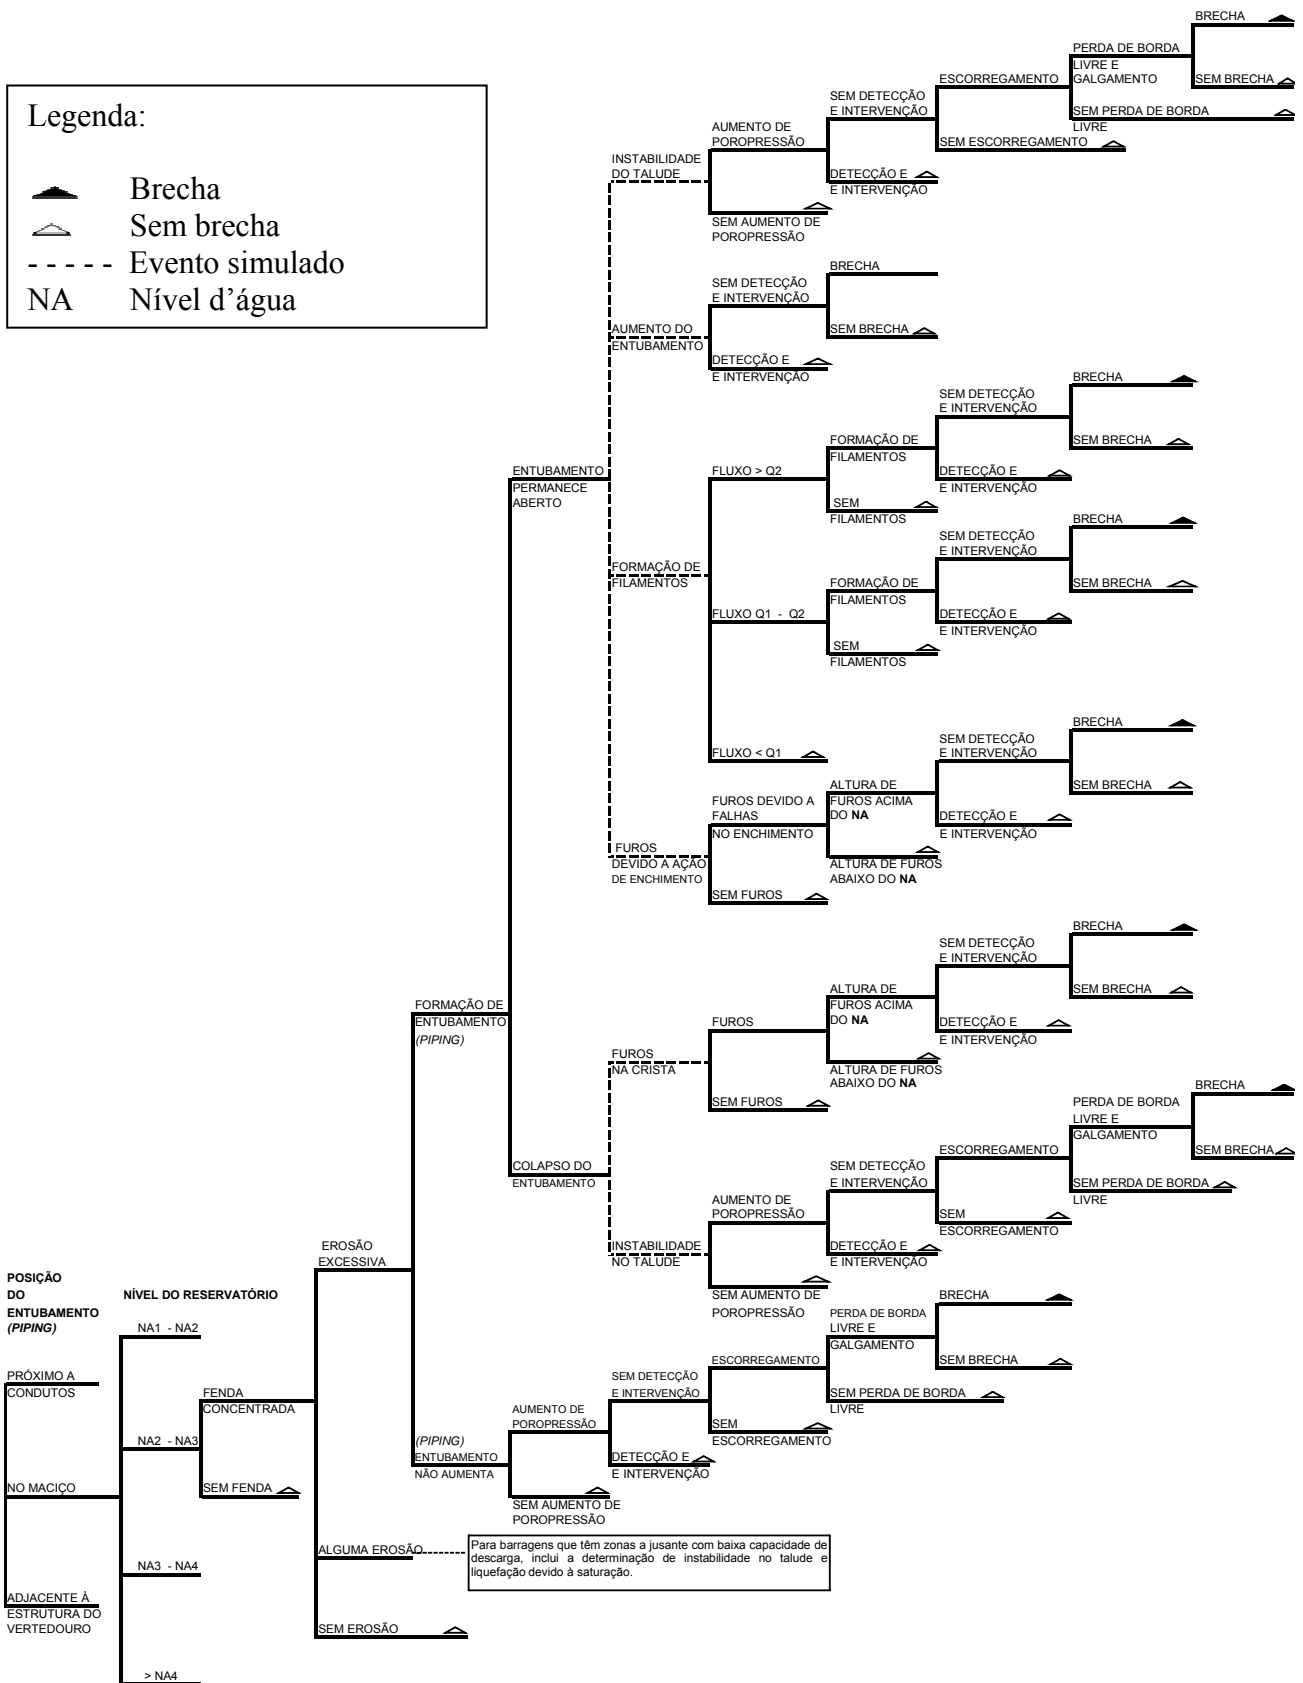 Legenda:
Brecha
Sem brecha
- - - - - Evento simulado
NA Nível d'água
BRECHA
PERDA DE BORDA
LIVRE E
GALGAMENTO
SEM BRECHA
ESCORREGAMENTO
SEM PERDA DE BORDA
LIVRE
SEM DETECÇÃO
E INTERVENÇÃO
SEM ESCORREGAMENTO
AUMENTO DE
POROPRESSÃO
DETECÇÃO E
E INTERVENÇÃO
INSTABILIDADE
DO TALUDE
SEM AUMENTO DE
POROPRESSÃO
BRECHA
SEM DETECÇÃO
E INTERVENÇÃO
SEM BRECHA
AUMENTO DO
ENTUBAMENTO
DETECÇÃO E
E INTERVENÇÃO
BRECHA
SEM DETECÇÃO
E INTERVENÇÃO
SEM BRECHA
FORMAÇÃO DE
FILAMENTOS
DETECÇÃO E
E INTERVENÇÃO
FLUXO > Q2
SEM
FILAMENTOS
ENTUBAMENTO
PERMANECE
ABERTO
BRECHA
SEM DETECÇÃO
E INTERVENÇÃO
SEM BRECHA
FORMAÇÃO DE
FILAMENTOS
FORMAÇÃO DE
FILAMENTOS
DETECÇÃO E
E INTERVENÇÃO
FLUXO Q1 - Q2
SEM
FILAMENTOS
FLUXO < Q1
BRECHA
SEM DETECÇÃO
E INTERVENÇÃO
SEM BRECHA
ALTURA DE
FUROS ACIMA
DO NA
DETECÇÃO E
E INTERVENÇÃO
FUROS DEVIDO A
FALHAS
NO ENCHIMENTO
ALTURA DE FUROS
ABAIXO DO NA
FUROS
DEVIDO A AÇÃO
DE ENCHIMENTO
SEM FUROS
BRECHA
SEM DETECÇÃO
E INTERVENÇÃO
SEM BRECHA
ALTURA DE
FUROS ACIMA
DO NA
DETECÇÃO E
E INTERVENÇÃO
FUROS
ALTURA DE FUROS
ABAIXO DO NA
FORMAÇÃO DE
ENTUBAMENTO
(PIPING)
FUROS
NA CRISTA
SEM FUROS
BRECHA
PERDA DE BORDA
LIVRE E
GALGAMENTO
SEM BRECHA
ESCORREGAMENTO
SEM PERDA DE BORDA
LIVRE
COLAPSO DO
ENTUBAMENTO
SEM DETECÇÃO
E INTERVENÇÃO
SEM
ESCORREGAMENTO
AUMENTO DE
POROPRESSÃO
DETECÇÃO E
E INTERVENÇÃO
INSTABILIDADE
NO TALUDE
SEM AUMENTO DE
POROPRESSÃO
EROSÃO
EXCESSIVA
POSIÇÃO
DO
ENTUBAMENTO
(PIPING)
NÍVEL DO RESERVATÓRIO
BRECHA
PERDA DE BORDA
LIVRE E
GALGAMENTO
SEM BRECHA
NA1 - NA2
ESCORREGAMENTO
SEM PERDA DE BORDA
LIVRE
PRÓXIMO A
CONDUTOS
FENDA
CONCENTRADA
SEM DETECÇÃO
E INTERVENÇÃO
SEM
ESCORREGAMENTO
AUMENTO DE
POROPRESSÃO
DETECÇÃO E
E INTERVENÇÃO
NA2 - NA3
(PIPING)
ENTUBAMENTO
NÃO AUMENTA
NO MACIÇO
SEM FENDA
SEM AUMENTO DE
POROPRESSÃO
ALGUMA EROSÃO
Para barragens que têm zonas a jusante com baixa capacidade de
descarga, inclui a determinação de instabilidade no talude e
liquefação devido à saturação.
NA3 - NA4
ADJACENTE À
ESTRUTURA DO
VERTEDOURO
SEM EROSÃO
> NA4